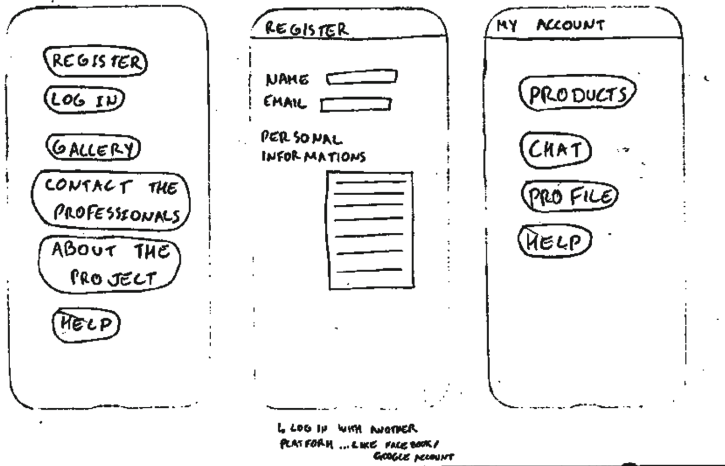 REGISTER
LOG IN
GALLERY
CONTACT THE
PROFESSIONALS
ABOUT THE
PROJECT
HELP
REGISTER
NAME
EMAIL
PERSONAL
INFORMATIONS
↳ LOG IN WITH ANOTHER
PLATFORM ... LIKE FACEBOOK/
GOOGLE ACCOUNT
MY ACCOUNT
PRODUCTS
CHAT
PROFILE
HELP